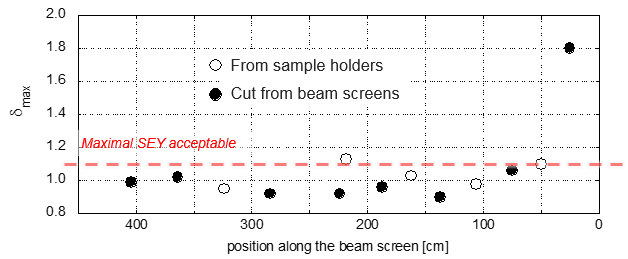 2.0
1.8
1.6
1.4
1.2
1.0
0.8
δmax
From sample holders
Cut from beam screens
Maximal SEY acceptable
400 300 200 100 0
position along the beam screen [cm]